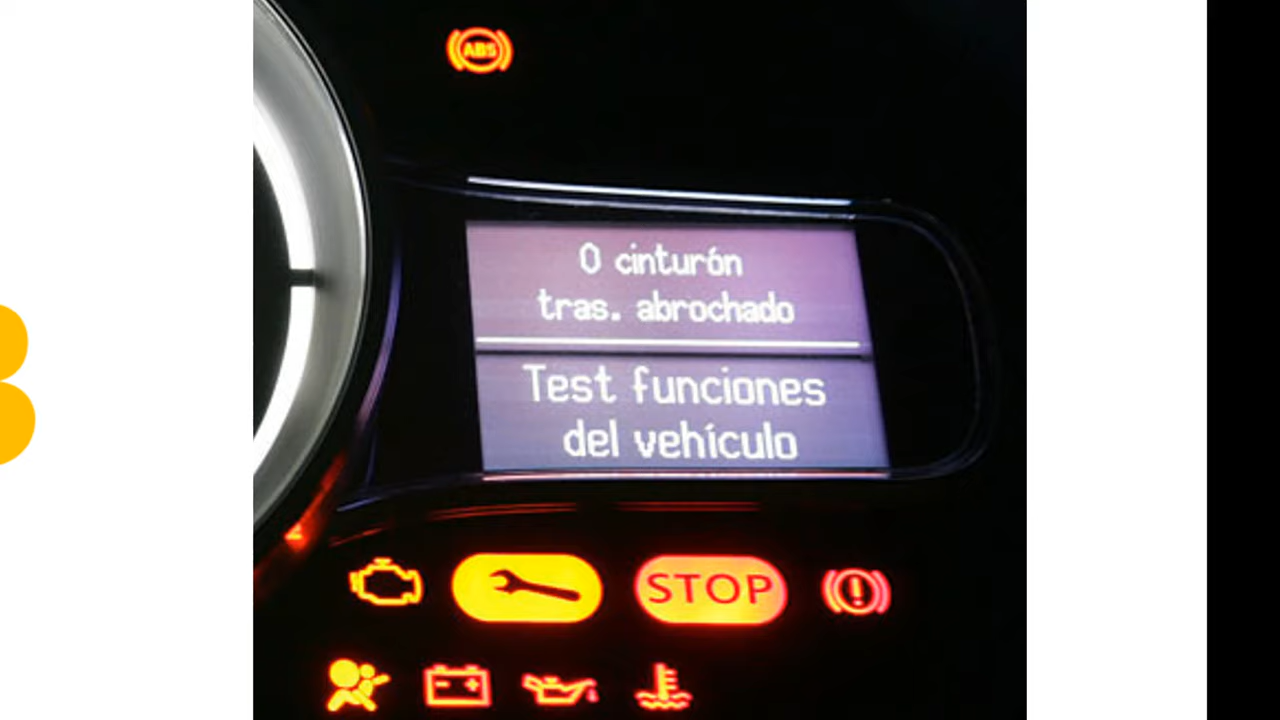 ABS
0 cinturón
tras. abrochado
Test funciones
del vehículo
STOP